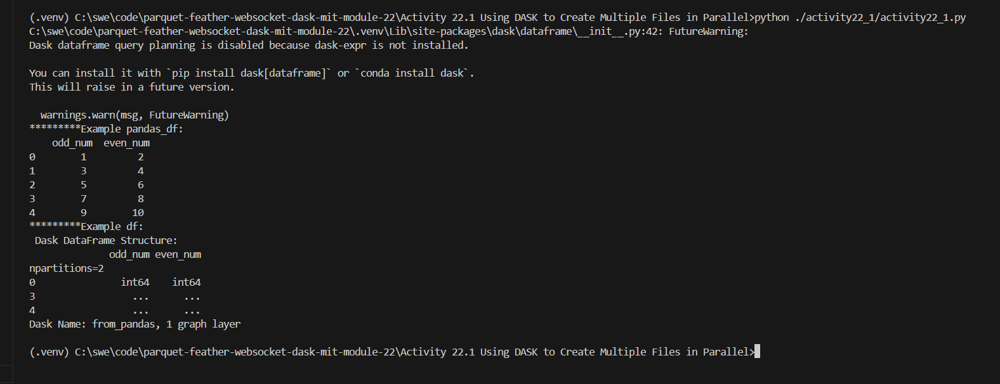 (.venv) C:\swe\code\parquet-feather-websocket-dask-mit-module-22\Activity 22.1 Using DASK to Create Multiple Files in Parallel>python ./activity22_1/activity22_1.py
C:\swe\code\parquet-feather-websocket-dask-mit-module-22\.venv\Lib\site-packages\dask\dataframe\__init__.py:42: FutureWarning:
Dask dataframe query planning is disabled because dask-expr is not installed.

You can install it with `pip install dask[dataframe]` or `conda install dask`.
This will raise in a future version.

  warnings.warn(msg, FutureWarning)
*********Example pandas_df:
    odd_num  even_num
0        1         2
1        3         4
2        5         6
3        7         8
4        9        10
*********Example df:
 Dask DataFrame Structure:
              odd_num even_num
npartitions=2
0               int64    int64
3                 ...      ...
4                 ...      ...
Dask Name: from_pandas, 1 graph layer

(.venv) C:\swe\code\parquet-feather-websocket-dask-mit-module-22\Activity 22.1 Using DASK to Create Multiple Files in Parallel>